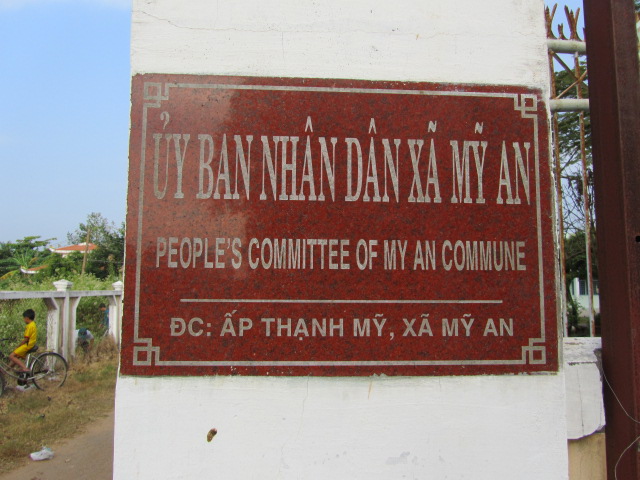 ỦY BAN NHÂN DÂN XÃ MỸ AN
PEOPLE'S COMMITTEE OF MY AN COMMUNE
ĐC: ẤP THẠNH MỸ, XÃ MỸ AN